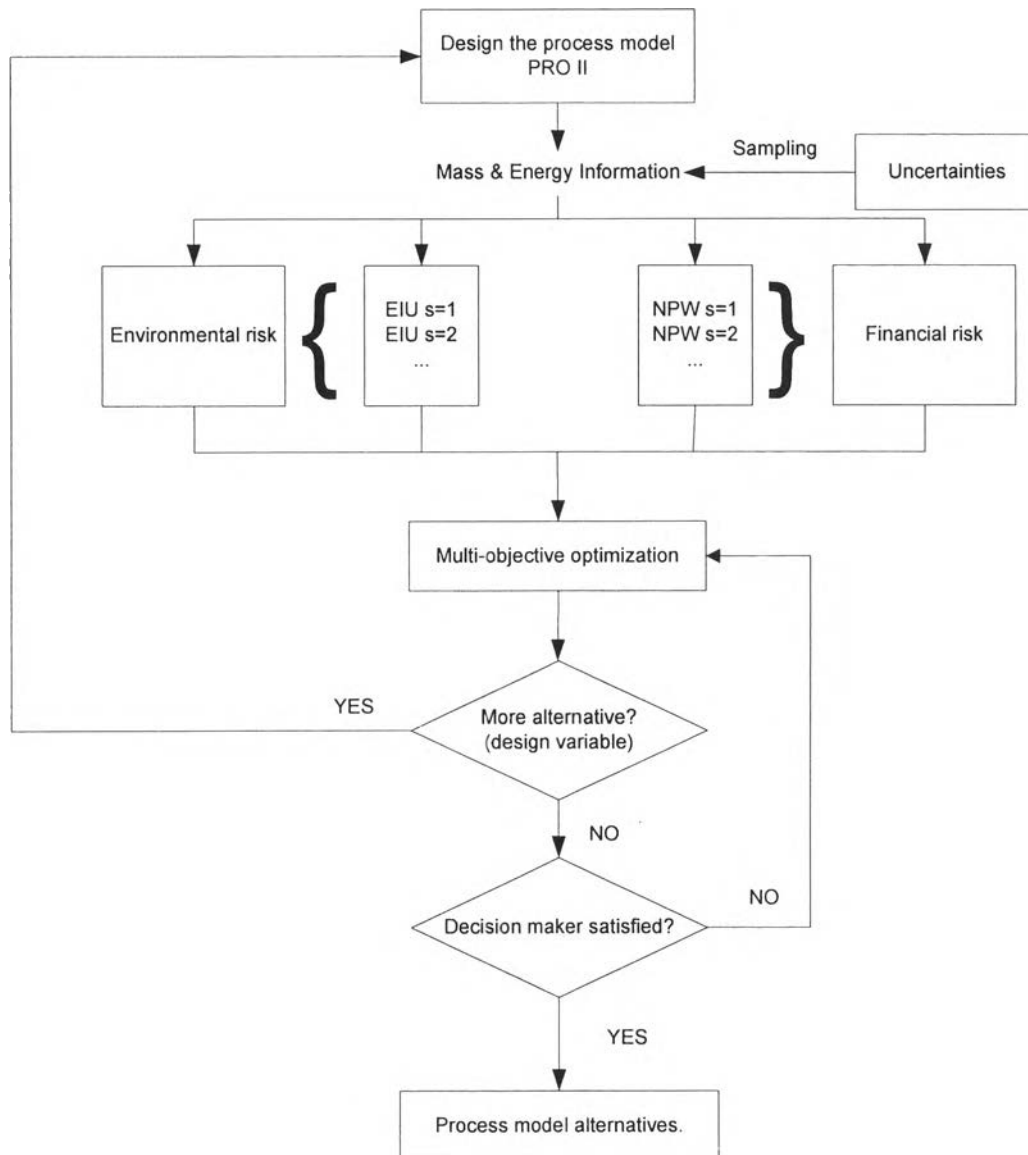 Design the process model
PRO II
Sampling
Mass & Energy Information
Uncertainties
Environmental risk
{
EIU s=1
EIU s=2
...
NPW s=1
NPW s=2
...
}
Financial risk
Multi-objective optimization
YES
More alternative?
(design variable)
NO
NO
Decision maker satisfied?
YES
Process model alternatives.